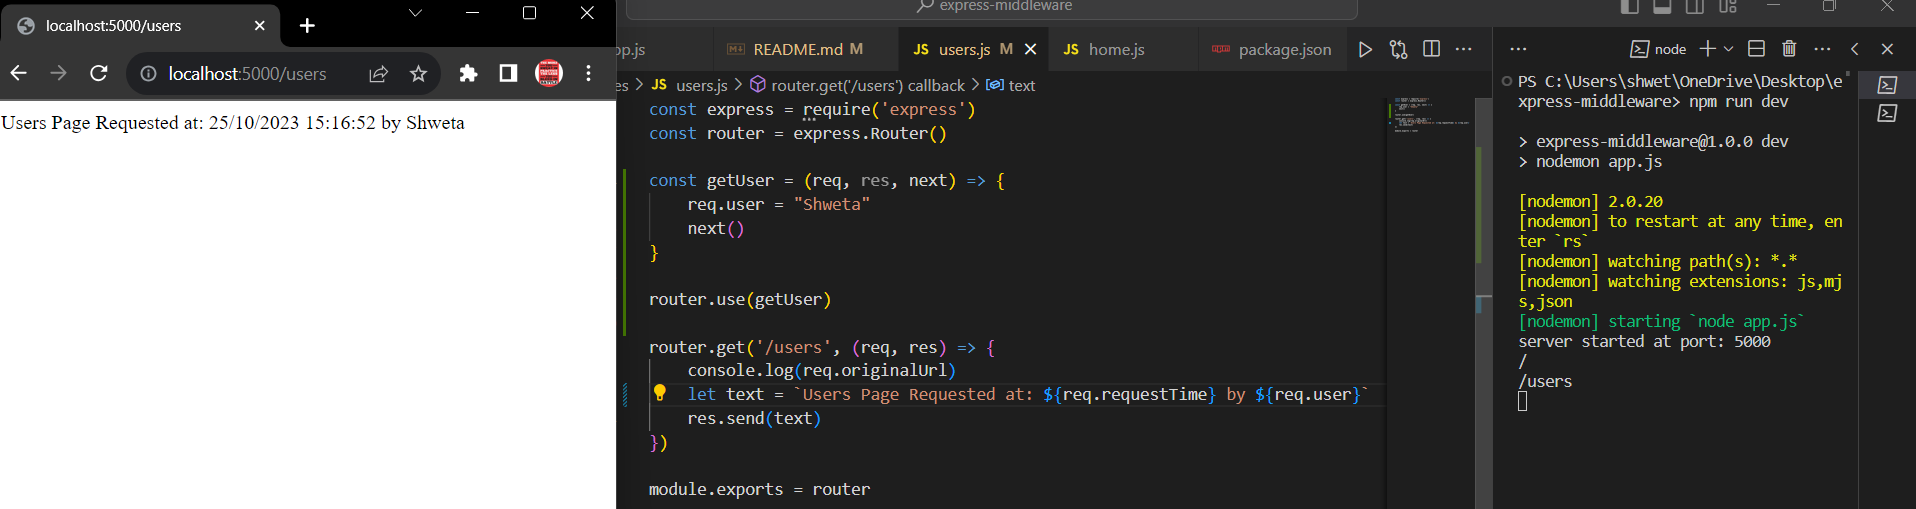 localhost:5000/users
localhost:5000/users
Users Page Requested at: 25/10/2023 15:16:52 by Shweta
express-middleware
pp.js
README.md M
JS users.js M
JS home.js
package.json
es > JS users.js > router.get('/users') callback > text
const express = require('express')
const router = express.Router()
const getUser = (req, res, next) => {
req.user = "Shweta"
next()
}
router.use(getUser)
router.get('/users', (req, res) => {
console.log(req.originalUrl)
let text = `Users Page Requested at: ${req.requestTime} by ${req.user}`
res.send(text)
})
module.exports = router
node
PS C:\Users\shwet\OneDrive\Desktop\e
xpress-middleware> npm run dev
> express-middleware@1.0.0 dev
> nodemon app.js
[nodemon] 2.0.20
[nodemon] to restart at any time, en
ter `rs`
[nodemon] watching path(s): *.*
[nodemon] watching extensions: js,mj
s,json
[nodemon] starting `node app.js`
server started at port: 5000
/
/users